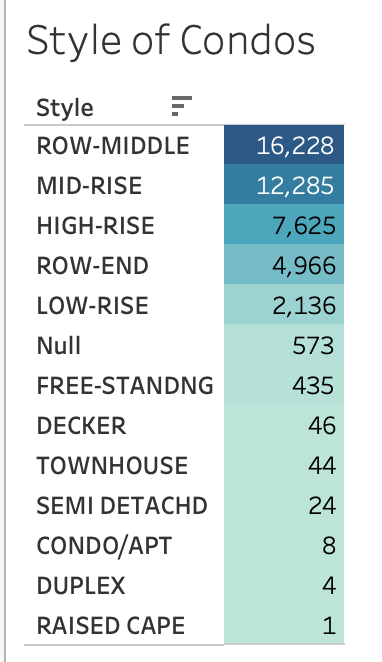 Style of Condos
Style
ROW-MIDDLE 16,228
MID-RISE 12,285
HIGH-RISE 7,625
ROW-END 4,966
LOW-RISE 2,136
Null 573
FREE-STANDNG 435
DECKER 46
TOWNHOUSE 44
SEMI DETACHD 24
CONDO/APT 8
DUPLEX 4
RAISED CAPE 1